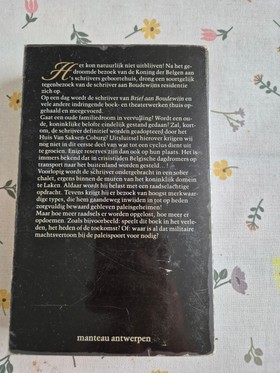 Het kon natuurlijk niet uitblijven! Na het ge-
droomde bezoek van de Koning der Belgen aan
's schrijvers geboortehuis, drong een soortgelijk
tegenbezoek van de schrijver aan Boudewijns residentie
zich op.
Op een dag wordt de schrijver van Brief aan Boudewijn en
vele andere indringende boek- en theaterwerken thuis op-
gehaald en meegevoerd.
Gaat een oude familiedroom in vervulling? Wordt een ou-
de, koninklijke belofte eindelijk gestand gedaan? Zal, kort-
om, de schrijver definitief worden geadopteerd door het
Huis van Saksen-Coburg? Uitsluitsel hierover krijgen wij
nog niet in dit eerste deel van wat tot een cyclus dient uit
te groeien. Enige reserves zijn dan ook op hun plaats. Het is
immers bekend dat in crisistijden Belgische dagdromers op
transport naar het buitenland worden gesteld...!
Voorlopig wordt de schrijver ondergebracht in een sober
chalet, ergens binnen de muren van het koninklijk domein
te Laken. Aldaar wordt hij belast met een raadselachtige
opdracht. Tevens krijgt hij er bezoek van hoogst merkwaar-
dige types, die hem gaandeweg inwijden in tot op heden
zorgvuldig bewaard gebleven paleisgeheimen!
Maar hoe meer raadsels er worden opgelost, hoe meer er
opdoemen. Zoals bijvoorbeeld: speelt dit boek in het verle-
den, het heden of de toekomst? Of: waar is al dat militaire
machtsvertoon bij de paleispoort voor nodig?
manteau antwerpen